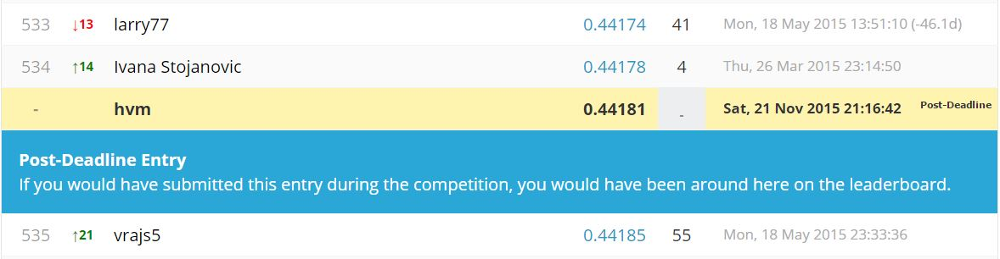 533 ↓13 larry77 0.44174 41 Mon, 18 May 2015 13:51:10 (-46.1d)
534 ↑14 Ivana Stojanovic 0.44178 4 Thu, 26 Mar 2015 23:14:50
- hvm 0.44181 - Sat, 21 Nov 2015 21:16:42 Post-Deadline
Post-Deadline Entry
If you would have submitted this entry during the competition, you would have been around here on the leaderboard.
535 ↑21 vrajs5 0.44185 55 Mon, 18 May 2015 23:33:36